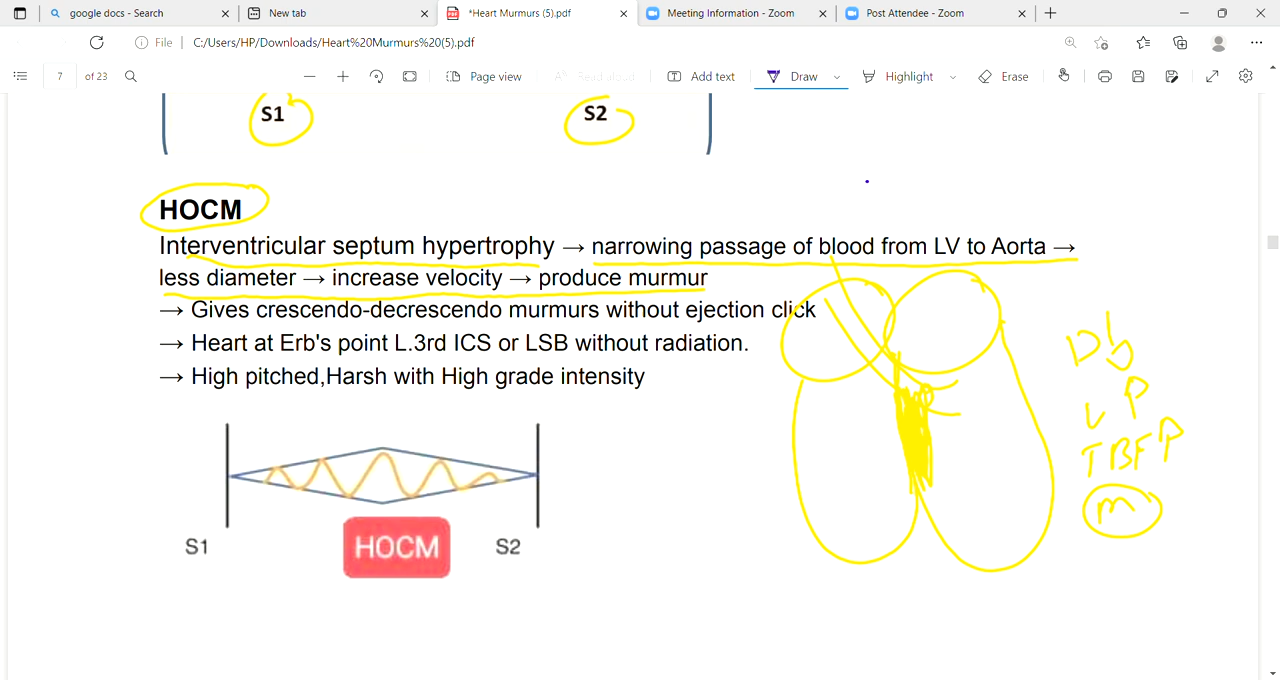 google docs - Search
New tab
*Heart Murmurs (5).pdf
Meeting Information - Zoom
Post Attendee - Zoom
File
C:/Users/HP/Downloads/Heart%20Murmurs%20(5).pdf
7 of 23
Page view
Read aloud
Add text
Draw
Highlight
Erase
S1 S2
HOCM
Interventricular septum hypertrophy → narrowing passage of blood from LV to Aorta →
less diameter → increase velocity → produce murmur
→ Gives crescendo-decrescendo murmurs without ejection click
→ Heart at Erb's point L.3rd ICS or LSB without radiation.
→ High pitched,Harsh with High grade intensity
S1 HOCM S2
P
TBF P
m